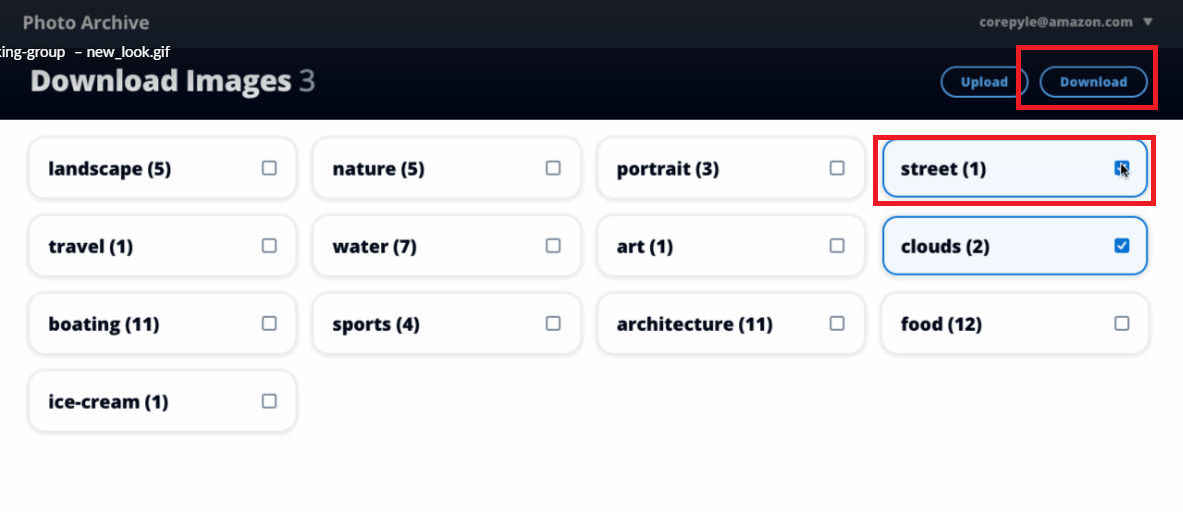 Photo Archive
corepyle@amazon.com
king-group – new_look.gif
Download Images 3
Upload
Download
landscape (5)
nature (5)
portrait (3)
street (1)
travel (1)
water (7)
art (1)
clouds (2)
boating (11)
sports (4)
architecture (11)
food (12)
ice-cream (1)